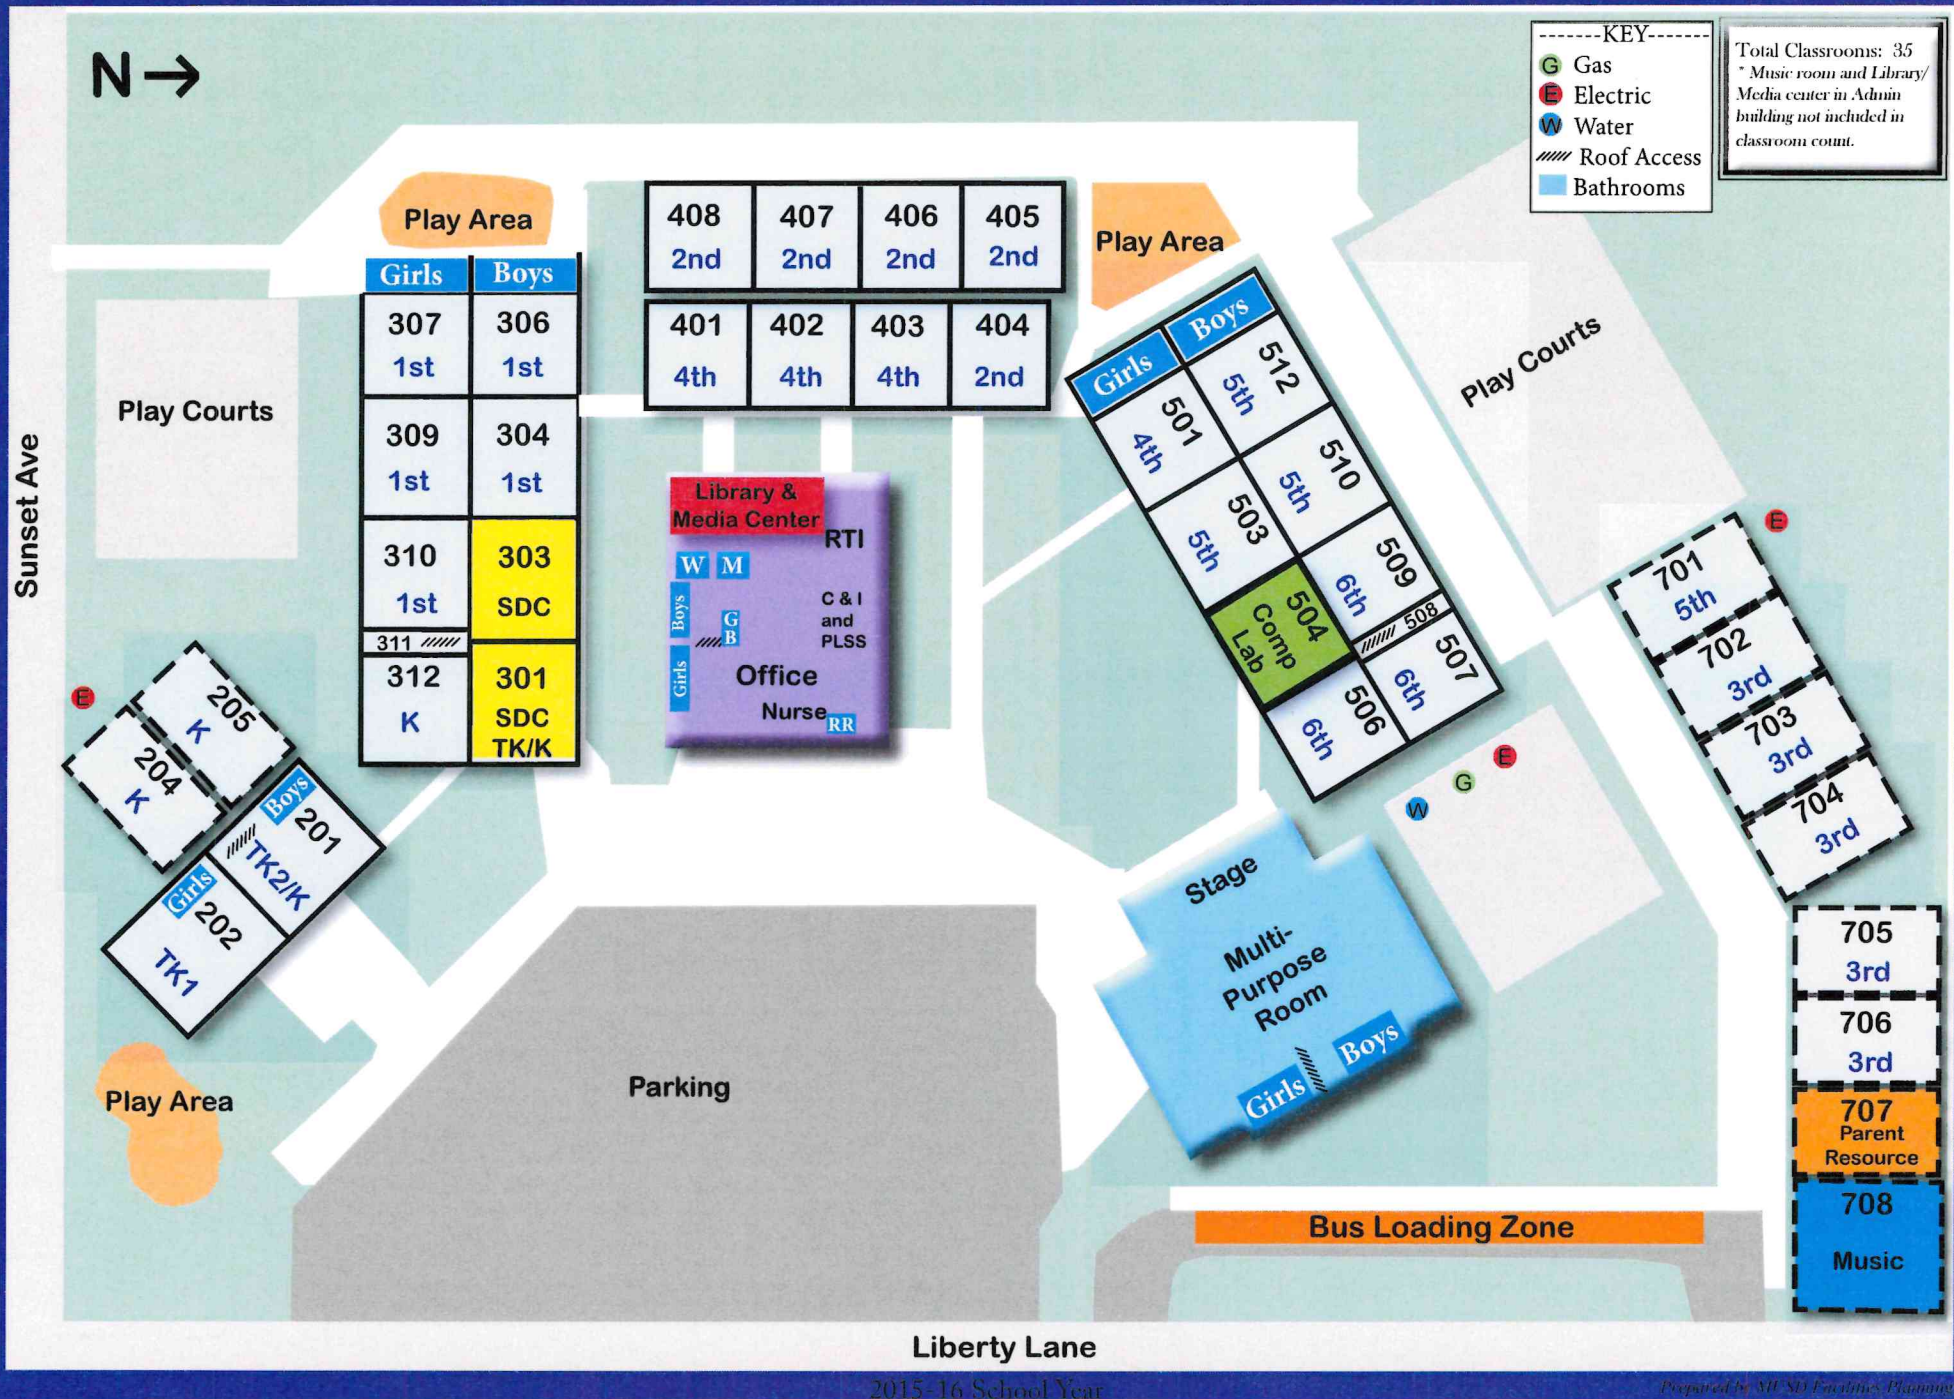 N→
-------KEY-------
G Gas
E Electric
W Water
Roof Access
Bathrooms
Total Classrooms: 35
* Music room and Library/
Media center in Admin
building not included in
classroom count.
Play Area
Girls
Boys
307
1st
306
1st
309
1st
304
1st
310
1st
303
SDC
311
312
K
301
SDC
TK/K
408
2nd
407
2nd
406
2nd
405
2nd
401
4th
402
4th
403
4th
404
2nd
Play Area
Girls
Boys
512
5th
501
4th
510
5th
503
5th
509
6th
508
504
Comp
Lab
507
6th
506
6th
Play Courts
Play Courts
Sunset Ave
Library &
Media Center
RTI
W
M
Boys
G
B
C & I
and
PLSS
Girls
Office
Nurse
RR
E
205
K
204
K
Boys
201
TK2/K
Girls
202
TK1
Play Area
Parking
W
G
E
Stage
Multi-
Purpose
Room
Girls
Boys
E
701
5th
702
3rd
703
3rd
704
3rd
705
3rd
706
3rd
707
Parent
Resource
708
Music
Bus Loading Zone
Liberty Lane
2015-16 School Year
Prepared by MUSD Facilities Planning